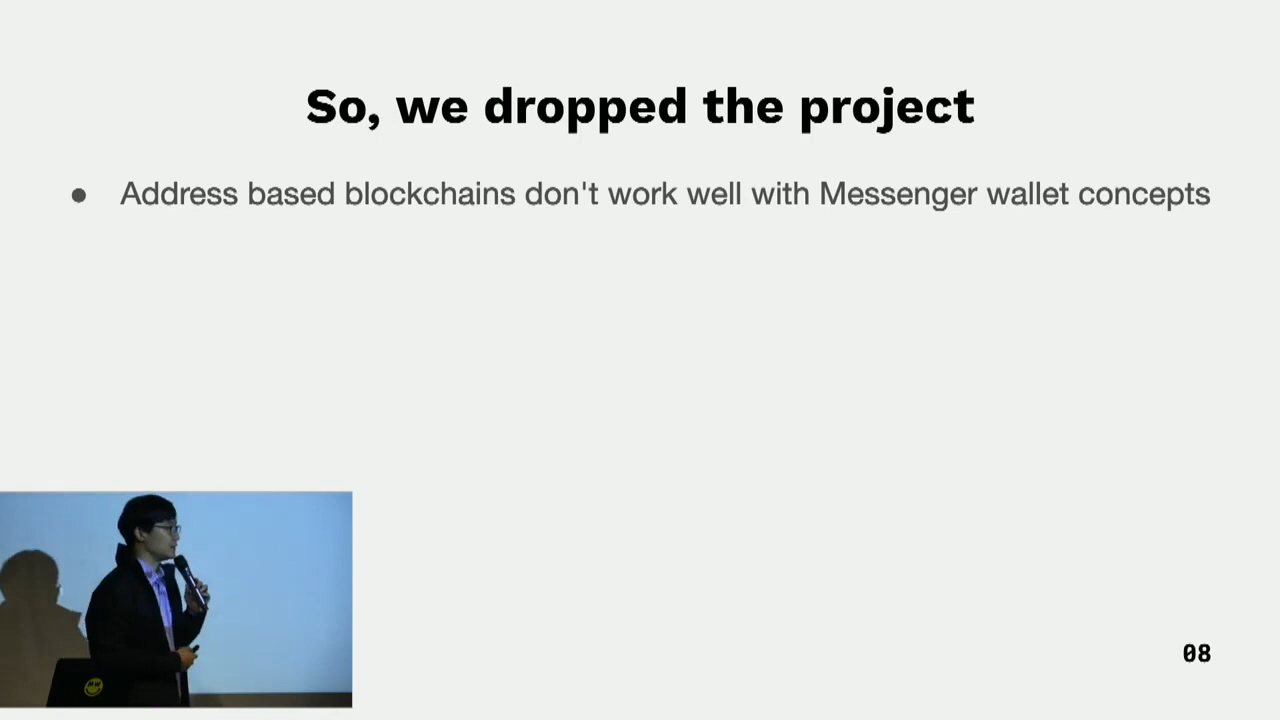 So, we dropped the project
● Address based blockchains don't work well with Messenger wallet concepts
08